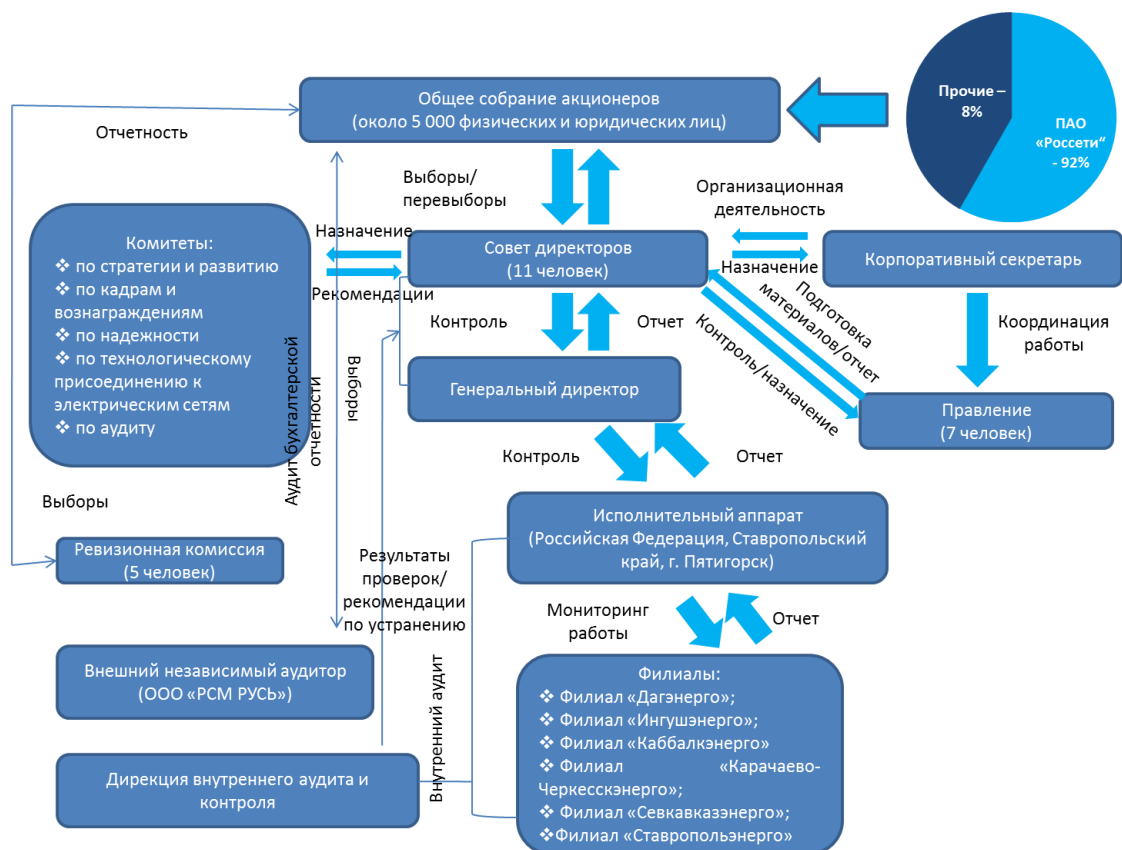 Общее собрание акционеров
(около 5 000 физических и юридических лиц)
Прочие –
8%
ПАО
«Россети“
- 92%
Отчетность
Выборы/
перевыборы
Организационная
деятельность
Комитеты:
❖ по стратегии и развитию
❖ по кадрам и
вознаграждениям
❖ по надежности
❖ по технологическому
присоединению к
электрическим сетям
❖ по аудиту
Назначение
Рекомендации
Совет директоров
(11 человек)
Назначение
Корпоративный секретарь
Контроль
Отчет
Подготовка
материалов/отчет
Контроль/назначение
Координация
работы
Выборы
Аудит бухгалтерской
отчетности
Генеральный директор
Правление
(7 человек)
Контроль
Отчет
Выборы
Ревизионная комиссия
(5 человек)
Исполнительный аппарат
(Российская Федерация, Ставропольский
край, г. Пятигорск)
Результаты
проверок/
рекомендации
по устранению
Мониторинг
работы
Отчет
Внешний независимый аудитор
(ООО «РСМ РУСЬ»)
Внутренний аудит
Дирекция внутреннего аудита и
контроля
Филиалы:
❖ Филиал «Дагэнерго»;
❖ Филиал «Ингушэнерго»;
❖ Филиал «Каббалкэнерго»
❖ Филиал «Карачаево-
Черкесскэнерго»;
❖ Филиал «Севкавказэнерго»;
❖Филиал «Ставропольэнерго»